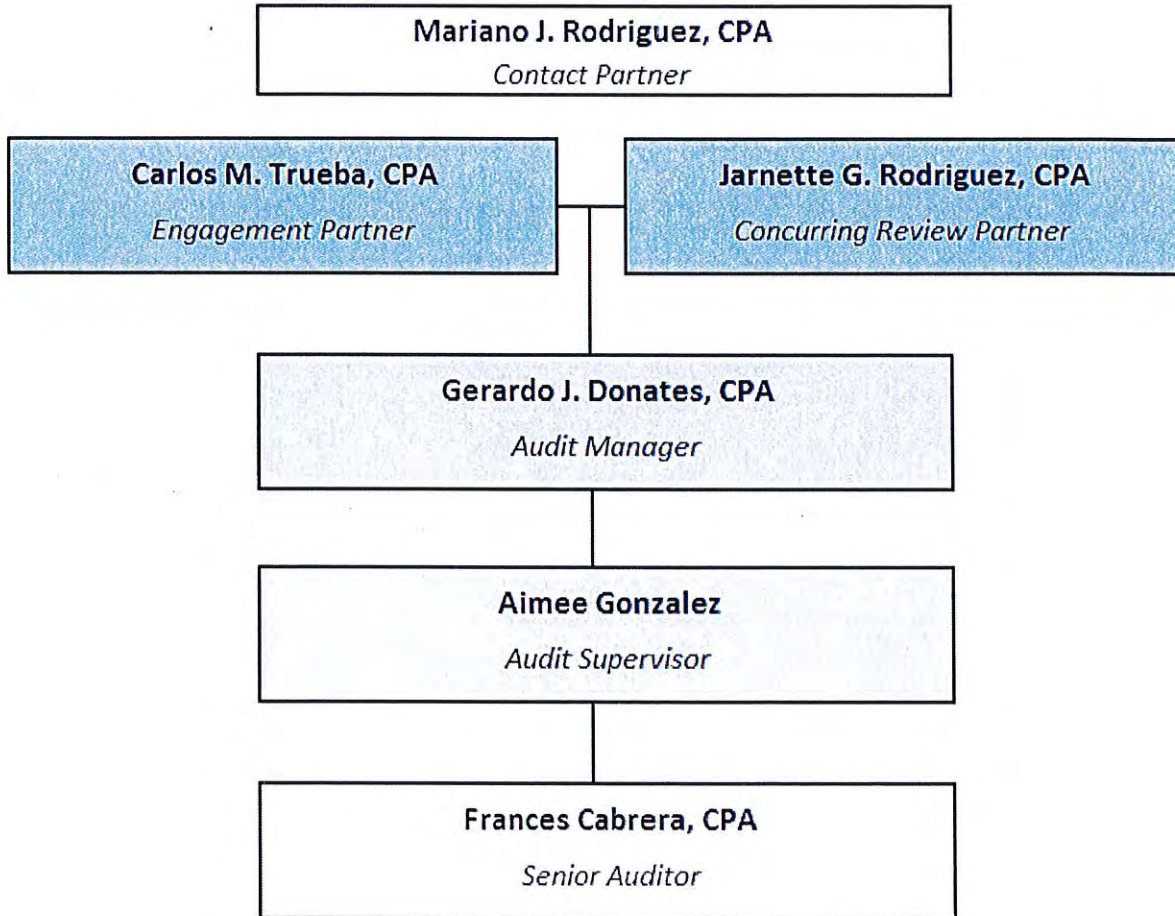 Mariano J. Rodriguez, CPA
Contact Partner
Carlos M. Trueba, CPA
Engagement Partner
Jarnette G. Rodriguez, CPA
Concurring Review Partner
Gerardo J. Donates, CPA
Audit Manager
Aimee Gonzalez
Audit Supervisor
Frances Cabrera, CPA
Senior Auditor